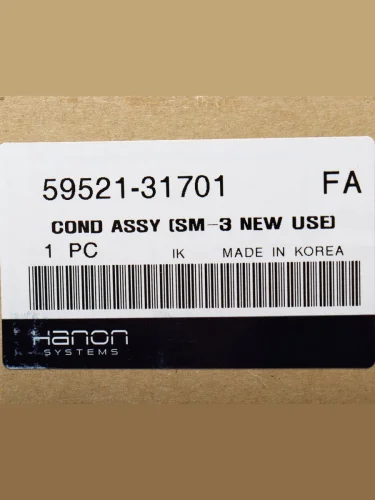 59521-31701 FA
COND ASSY (SM-3 NEW USE)
1 PC IK MADE IN KOREA
Hanon
SYSTEMS